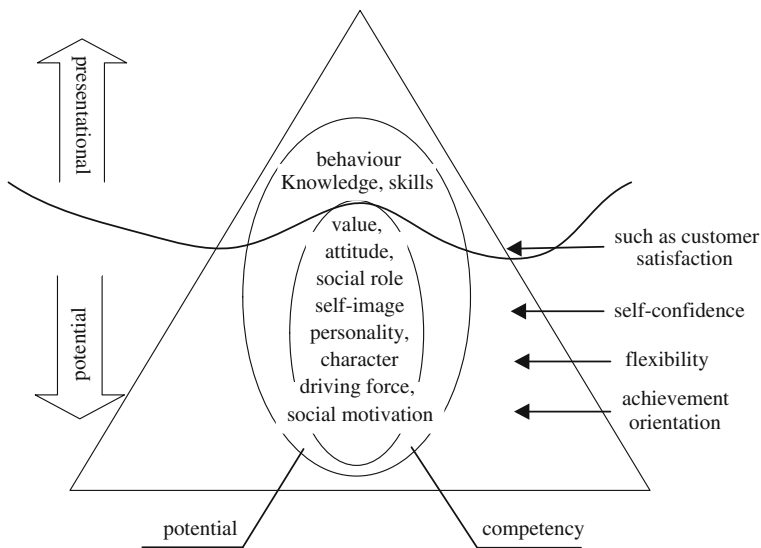 presentational
behaviour
Knowledge, skills
value,
attitude,
social role
self-image
personality,
character
driving force,
social motivation
such as customer
satisfaction
self-confidence
flexibility
achievement
orientation
potential
potential
competency